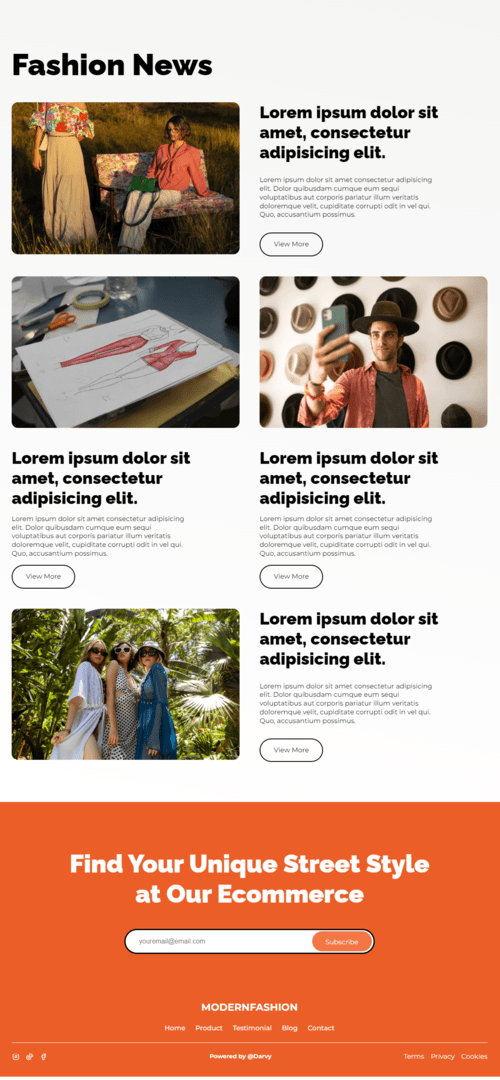 Fashion News
Lorem ipsum dolor sit
amet, consectetur
adipisicing elit.
Lorem ipsum dolor sit amet consectetur adipisicing
elit. Dolor quibusdam cumque eum sequi
voluptatibus aut corporis pariatur illum veritatis
doloremque velit, cupiditate corrupti odit in vel qui.
Quo, accusantium possimus.
View More
Lorem ipsum dolor sit
amet, consectetur
adipisicing elit.
Lorem ipsum dolor sit amet consectetur adipisicing
elit. Dolor quibusdam cumque eum sequi
voluptatibus aut corporis pariatur illum veritatis
doloremque velit, cupiditate corrupti odit in vel qui.
Quo, accusantium possimus.
View More
Lorem ipsum dolor sit
amet, consectetur
adipisicing elit.
Lorem ipsum dolor sit amet consectetur adipisicing
elit. Dolor quibusdam cumque eum sequi
voluptatibus aut corporis pariatur illum veritatis
doloremque velit, cupiditate corrupti odit in vel qui.
Quo, accusantium possimus.
View More
Lorem ipsum dolor sit
amet, consectetur
adipisicing elit.
Lorem ipsum dolor sit amet consectetur adipisicing
elit. Dolor quibusdam cumque eum sequi
voluptatibus aut corporis pariatur illum veritatis
doloremque velit, cupiditate corrupti odit in vel qui.
Quo, accusantium possimus.
View More
Find Your Unique Street Style
at Our Ecommerce
youremail@email.com Subscribe
MODERNFASHION
Home Product Testimonial Blog Contact
Powered by @Darvy Terms Privacy Cookies